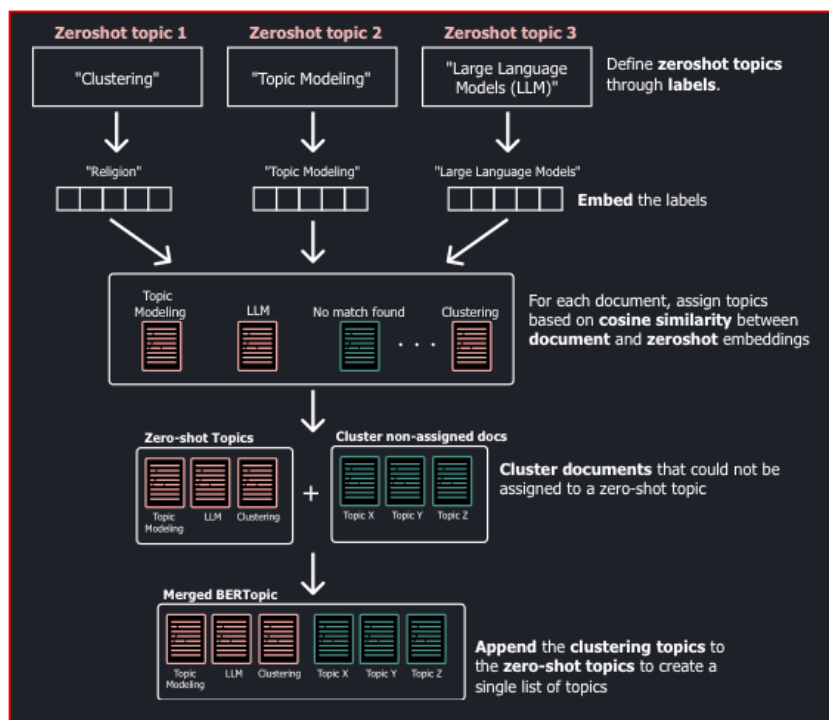 Zeroshot topic 1
Zeroshot topic 2
Zeroshot topic 3
"Clustering"
"Topic Modeling"
"Large Language
Models (LLM)"
Define zeroshot topics
through labels.
"Religion"
"Topic Modeling"
"Large Language Models"
Embed the labels
Topic
Modeling
LLM
No match found
. . .
Clustering
For each document, assign topics
based on cosine similarity between
document and zeroshot embeddings
Zero-shot Topics
Topic
Modeling
LLM
Clustering
+
Cluster non-assigned docs
Topic X
Topic Y
Topic Z
Cluster documents that could not be
assigned to a zero-shot topic
Merged BERTopic
Topic
Modeling
LLM
Clustering
Topic X
Topic Y
Topic Z
Append the clustering topics to
the zero-shot topics to create a
single list of topics